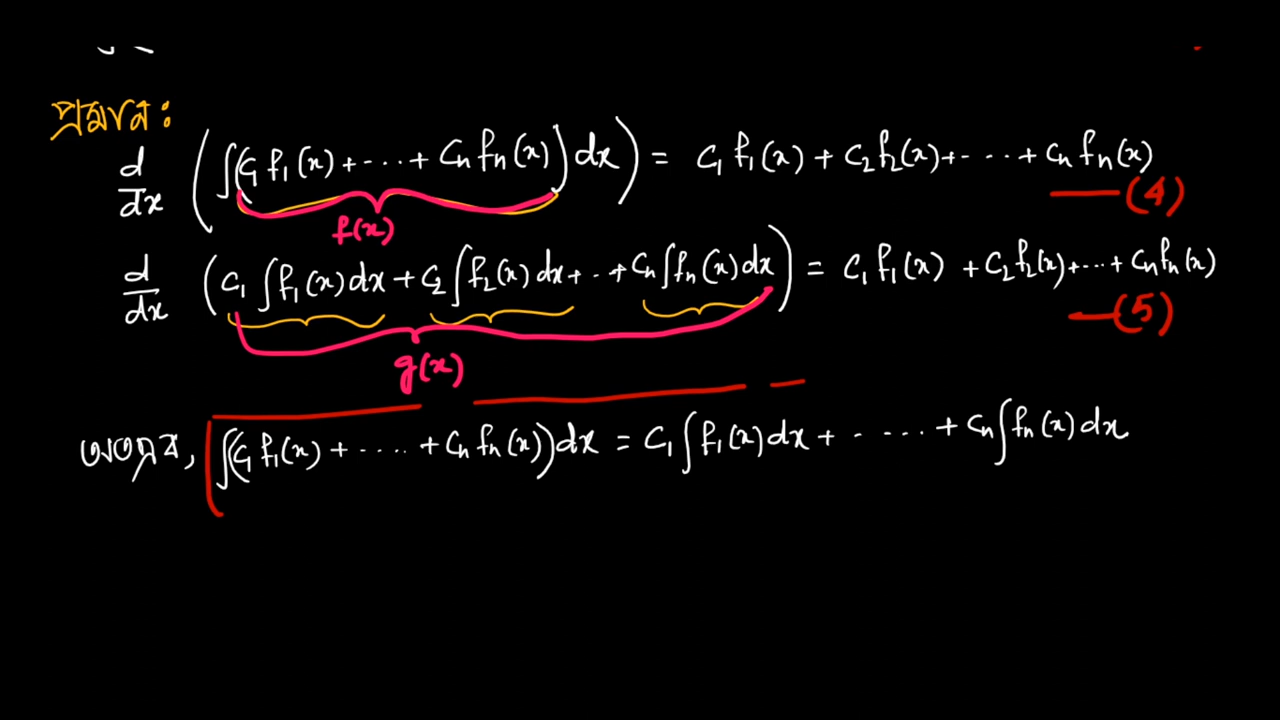 প্রমাণ:
d/dx (∫(C₁f₁(x)+···+ Cₙfₙ(x))dx) = C₁f₁(x) + C₂f₂(x)+···+ Cₙfₙ(x)
(4)
f(x)
d/dx (C₁∫f₁(x)dx + C₂∫f₂(x)dx+··+Cₙ∫fₙ(x)dx) = C₁f₁(x) + C₂f₂(x)+···+ Cₙfₙ(x)
(5)
g(x)
অতএব, ∫(C₁f₁(x)+····+ Cₙfₙ(x))dx = C₁∫f₁(x)dx + ·····+ Cₙ∫fₙ(x)dx